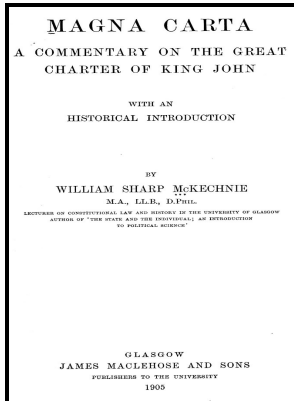 MAGNA CARTA
A COMMENTARY ON THE GREAT
CHARTER OF KING JOHN
WITH AN
HISTORICAL INTRODUCTION
BY
WILLIAM SHARP McKECHNIE
M.A., LL.B., D.Phil.
LECTURER ON CONSTITUTIONAL LAW AND HISTORY IN THE UNIVERSITY OF GLASGOW
AUTHOR OF "THE STATE AND THE INDIVIDUAL; AN INTRODUCTION
TO POLITICAL SCIENCE"
GLASGOW
JAMES MACLEHOSE AND SONS
PUBLISHERS TO THE UNIVERSITY
1905